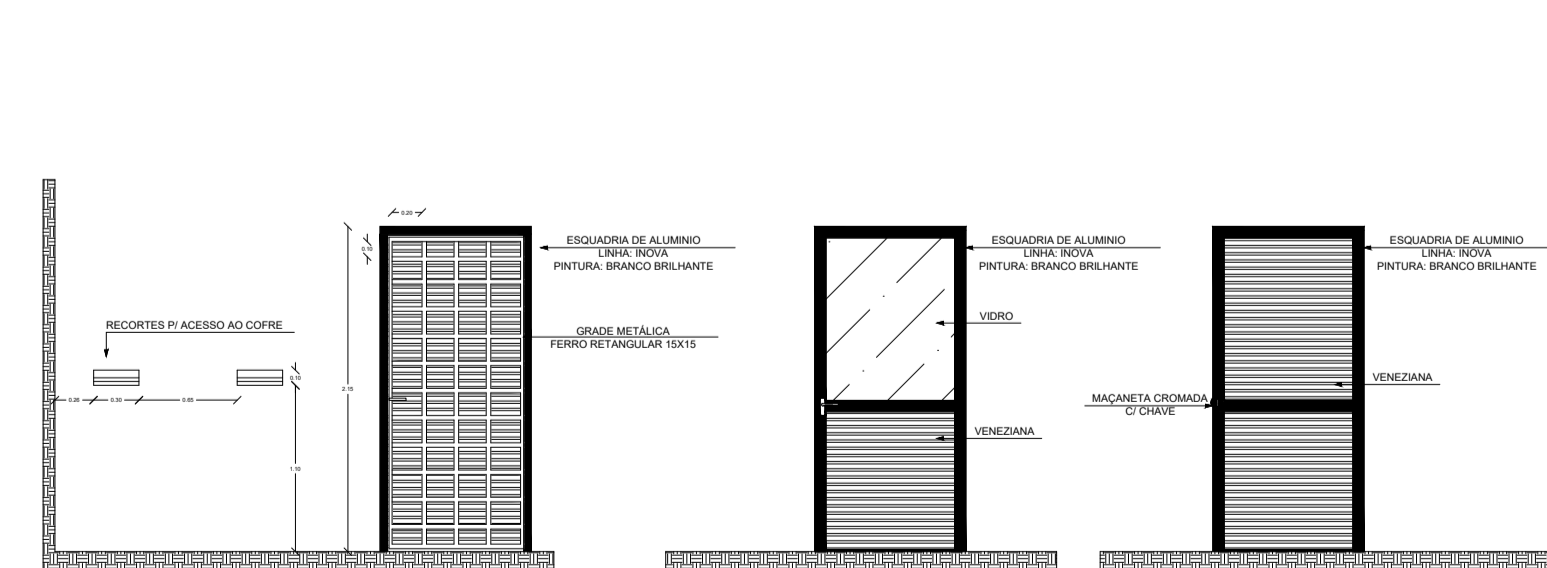 0.20
0.10
ESQUADRIA DE ALUMINIO
LINHA: INOVA
PINTURA: BRANCO BRILHANTE
RECORTES P/ ACESSO AO COFRE
GRADE METÁLICA
FERRO RETANGULAR 15X15
0.10
2.15
0.26
0.30
0.65
1.10
ESQUADRIA DE ALUMINIO
LINHA: INOVA
PINTURA: BRANCO BRILHANTE
VIDRO
VENEZIANA
ESQUADRIA DE ALUMINIO
LINHA: INOVA
PINTURA: BRANCO BRILHANTE
VENEZIANA
MAÇANETA CROMADA
C/ CHAVE